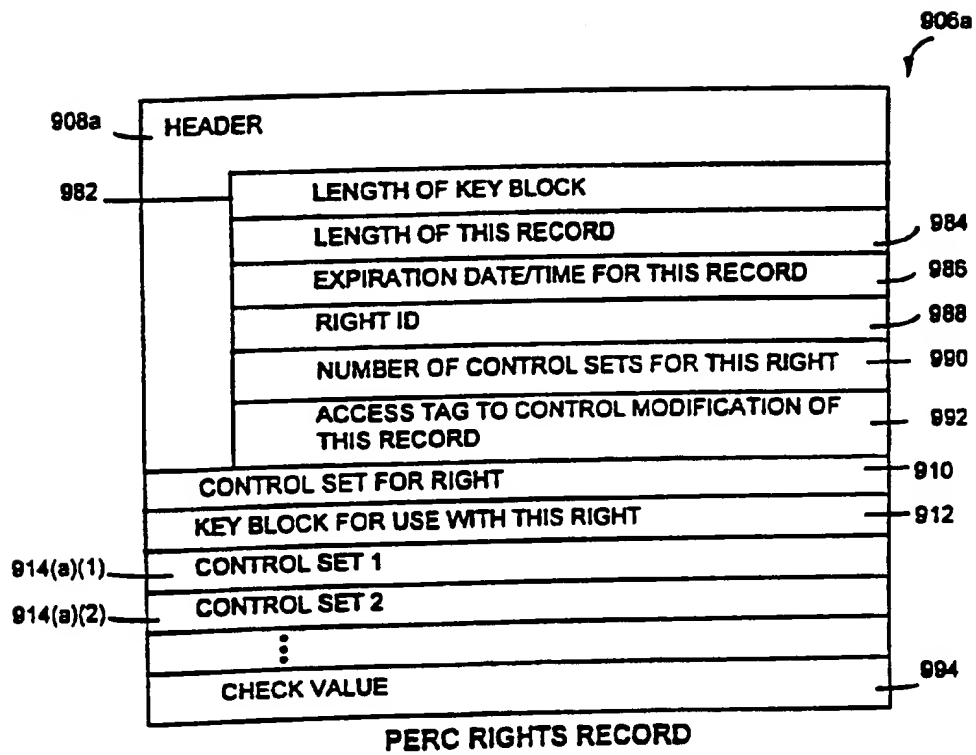 906a
908a HEADER
982 LENGTH OF KEY BLOCK
LENGTH OF THIS RECORD 984
EXPIRATION DATE/TIME FOR THIS RECORD 986
RIGHT ID 988
NUMBER OF CONTROL SETS FOR THIS RIGHT 990
ACCESS TAG TO CONTROL MODIFICATION OF
THIS RECORD 992
CONTROL SET FOR RIGHT 910
KEY BLOCK FOR USE WITH THIS RIGHT 912
914(a)(1) CONTROL SET 1
914(a)(2) CONTROL SET 2
CHECK VALUE 994
PERC RIGHTS RECORD